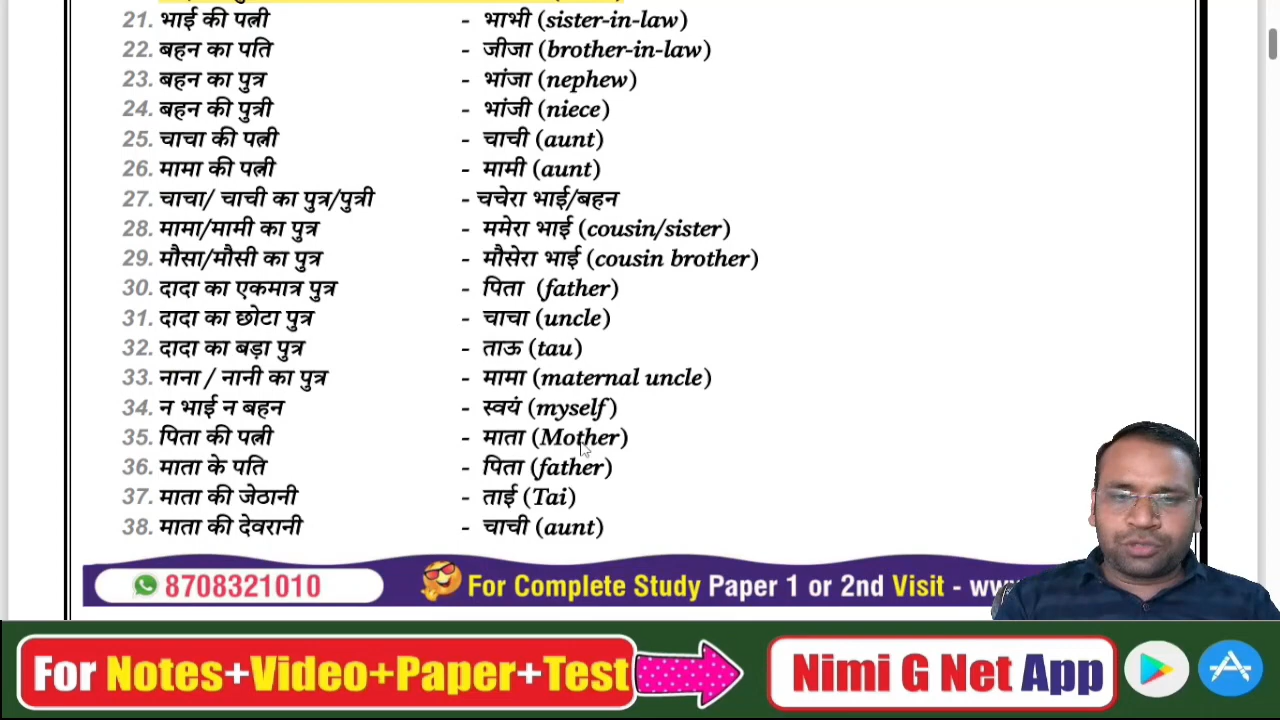 21. भाई की पत्नी - भाभी (sister-in-law)
22. बहन का पति - जीजा (brother-in-law)
23. बहन का पुत्र - भांजा (nephew)
24. बहन की पुत्री - भांजी (niece)
25. चाचा की पत्नी - चाची (aunt)
26. मामा की पत्नी - मामी (aunt)
27. चाचा/ चाची का पुत्र/पुत्री - चचेरा भाई/बहन
28. मामा/मामी का पुत्र - ममेरा भाई (cousin/sister)
29. मौसा/मौसी का पुत्र - मौसेरा भाई (cousin brother)
30. दादा का एकमात्र पुत्र - पिता (father)
31. दादा का छोटा पुत्र - चाचा (uncle)
32. दादा का बड़ा पुत्र - ताऊ (tau)
33. नाना / नानी का पुत्र - मामा (maternal uncle)
34. न भाई न बहन - स्वयं (myself)
35. पिता की पत्नी - माता (Mother)
36. माता के पति - पिता (father)
37. माता की जेठानी - ताई (Tai)
38. माता की देवरानी - चाची (aunt)
8708321010 For Complete Study Paper 1 or 2nd Visit -
For Notes+Video+Paper+Test Nimi G Net App